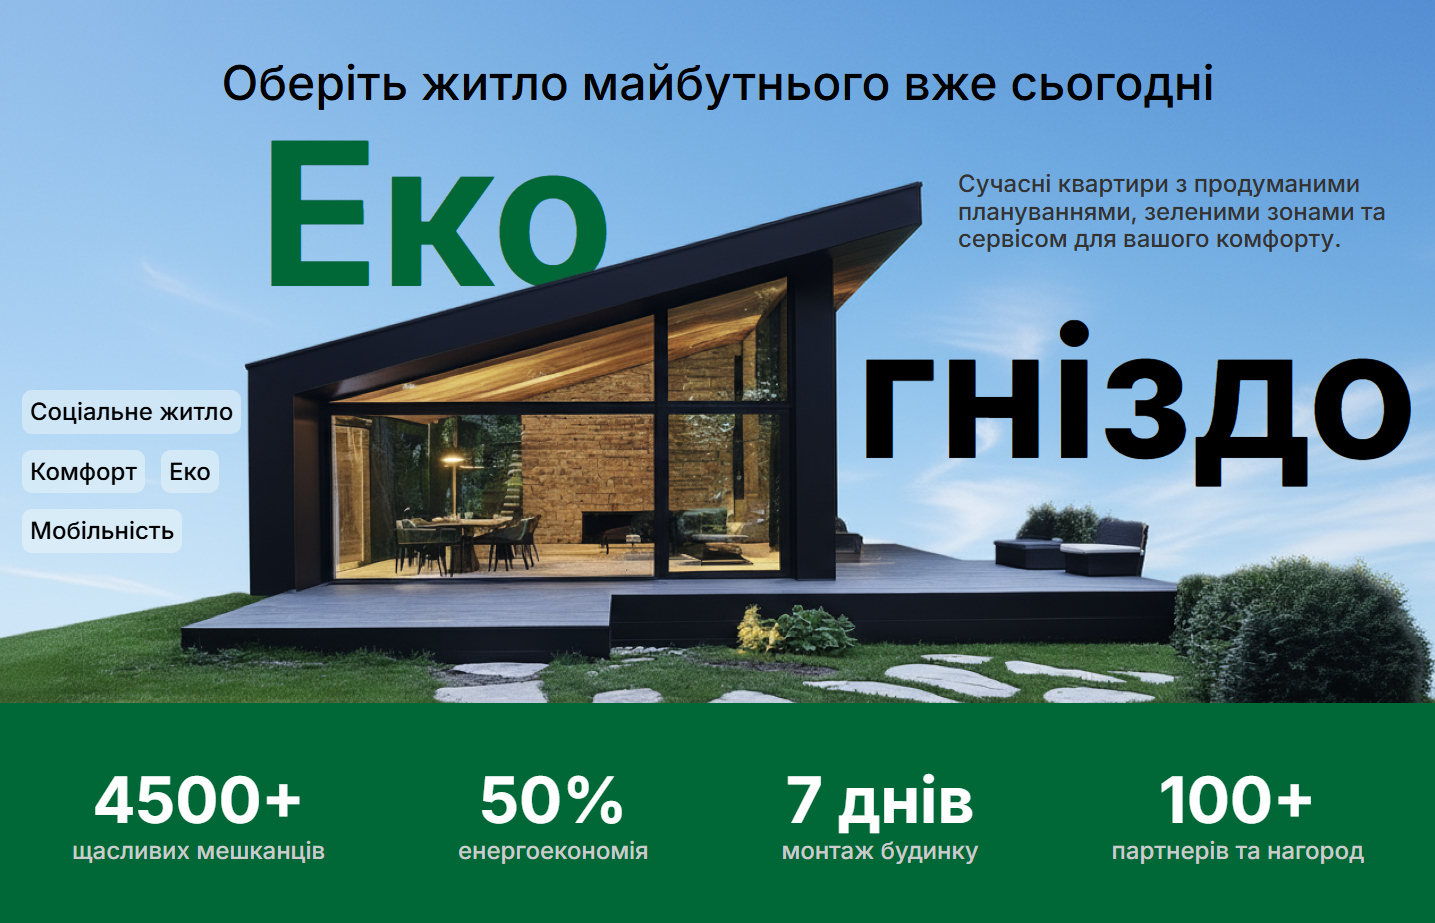 Оберіть житло майбутнього вже сьогодні
Еко
Сучасні квартири з продуманими
плануваннями, зеленими зонами та
сервісом для вашого комфорту.
гніздо
Соціальне житло
Комфорт Еко
Мобільність
4500+
щасливих мешканців
50%
енергоекономія
7 днів
монтаж будинку
100+
партнерів та нагород